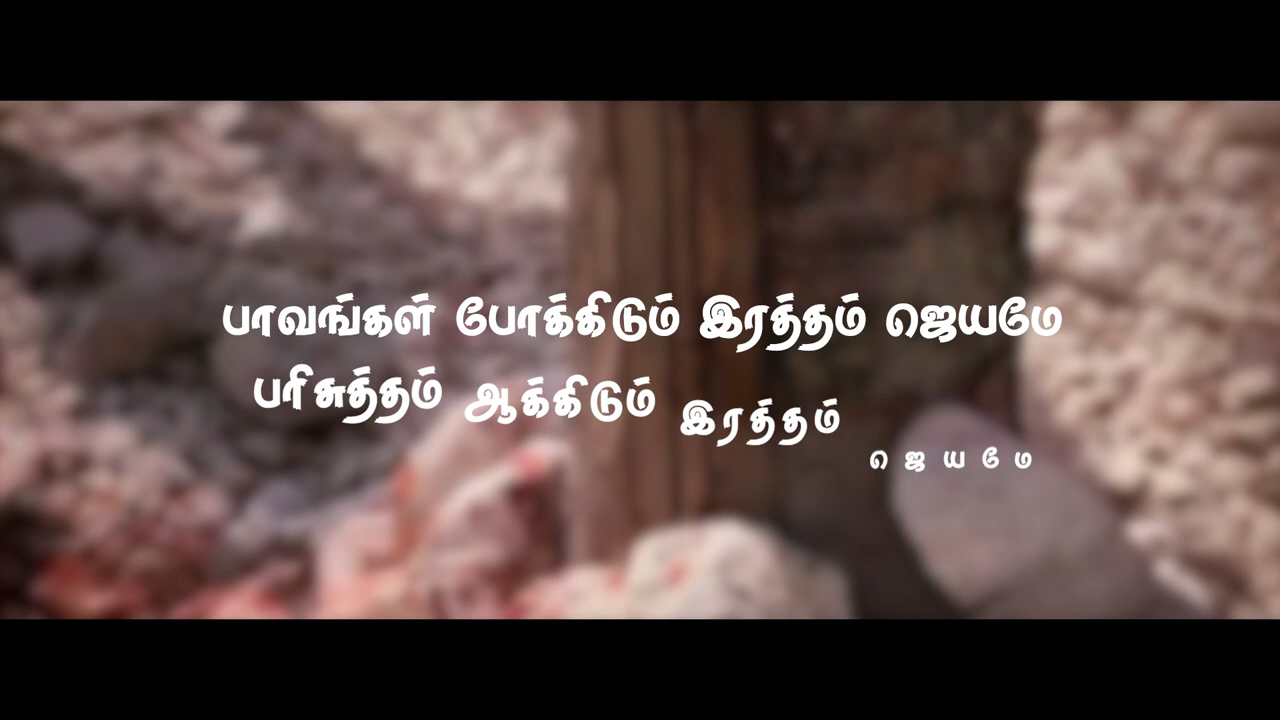 பாவங்கள் போக்கிடும் இரத்தம் ஜெயமே
பரிசுத்தம் ஆக்கிடும் இரத்தம் ஜெயமே